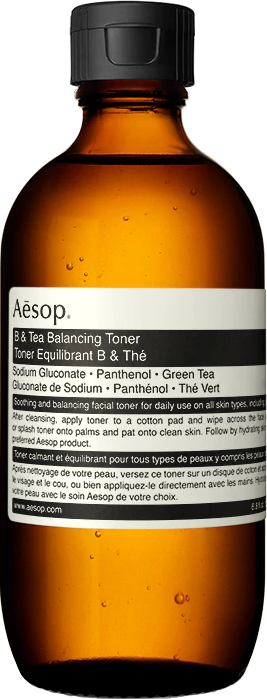 Aēsop.
B & Tea Balancing Toner
Toner Equilibrant B & Thé
Sodium Gluconate • Panthenol • Green Tea
Gluconate de Sodium • Panthénol • Thé Vert
Soothing and balancing facial toner for daily use on all skin types, including
After cleansing, apply toner to a cotton pad and wipe across the face
or splash toner onto palms and pat onto clean skin. Follow by hydrating
preferred Aesop product.
Toner calmant et équilibrant pour tous types de peaux y compris les peaux
Après nettoyage de votre peau, versez ce toner sur un disque de coton et
le visage et le cou, ou bien appliquez-le directement avec les mains.
votre peau avec le soin Aesop de votre choix.
www.aesop.com